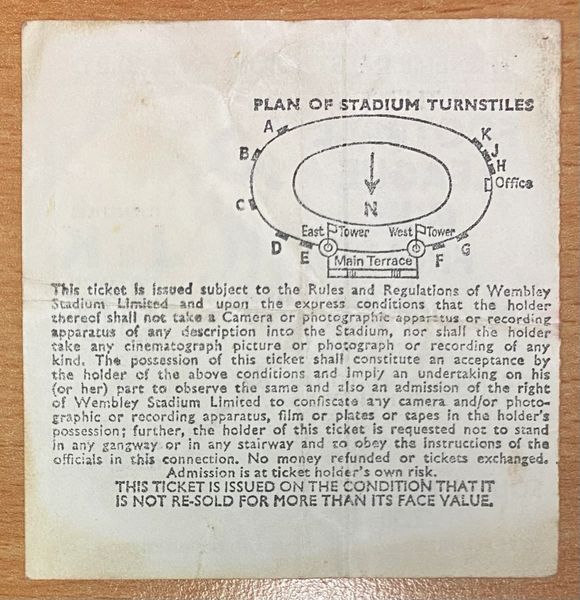 PLAN OF STADIUM TURNSTILES
A
K
B
J
H
Office
N
C
East Tower
West Tower
D
E
Main Terrace
F
G
This ticket is issued subject to the Rules and Regulations of Wembley
Stadium Limited and upon the express conditions that the holder
thereof shall not take a Camera or photographic apparatus or recording
apparatus of any description into the Stadium, nor shall the holder
take any cinematograph picture or photograph or recording of any
kind. The possession of this ticket shall constitute an acceptance by
the holder of the above conditions and imply an undertaking on his
(or her) part to observe the same and also an admission of the right
of Wembley Stadium Limited to confiscate any camera and/or photo-
graphic or recording apparatus, film or plates or tapes in the holder's
possession; further, the holder of this ticket is requested not to stand
in any gangway or in any stairway and to obey the instructions of the
officials in this connection. No money refunded or tickets exchanged.
Admission is at ticket holder's own risk.
THIS TICKET IS ISSUED ON THE CONDITION THAT IT
IS NOT RE-SOLD FOR MORE THAN ITS FACE VALUE.